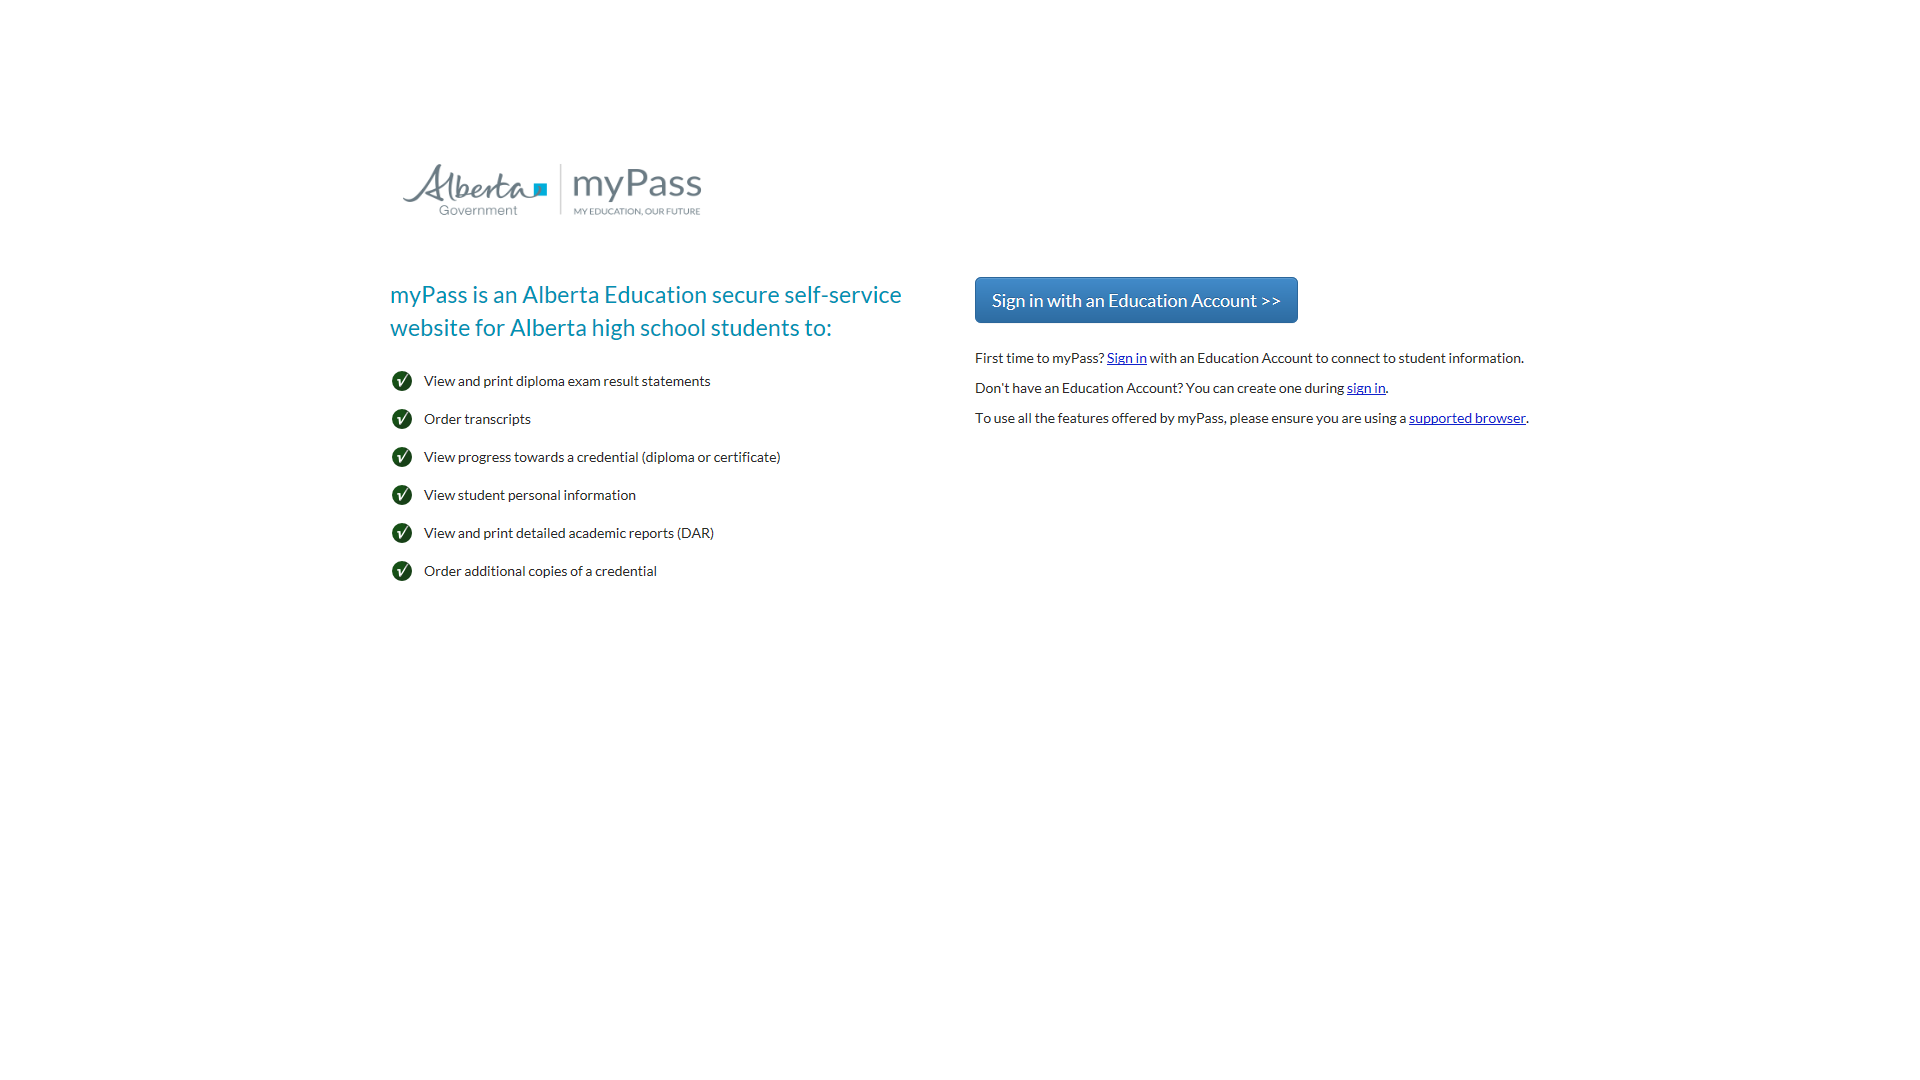 Alberta Government
myPass
MY EDUCATION, OUR FUTURE
myPass is an Alberta Education secure self-service
website for Alberta high school students to:
View and print diploma exam result statements
Order transcripts
View progress towards a credential (diploma or certificate)
View student personal information
View and print detailed academic reports (DAR)
Order additional copies of a credential
Sign in with an Education Account >>
First time to myPass? Sign in with an Education Account to connect to student information.
Don't have an Education Account? You can create one during sign in.
To use all the features offered by myPass, please ensure you are using a supported browser.